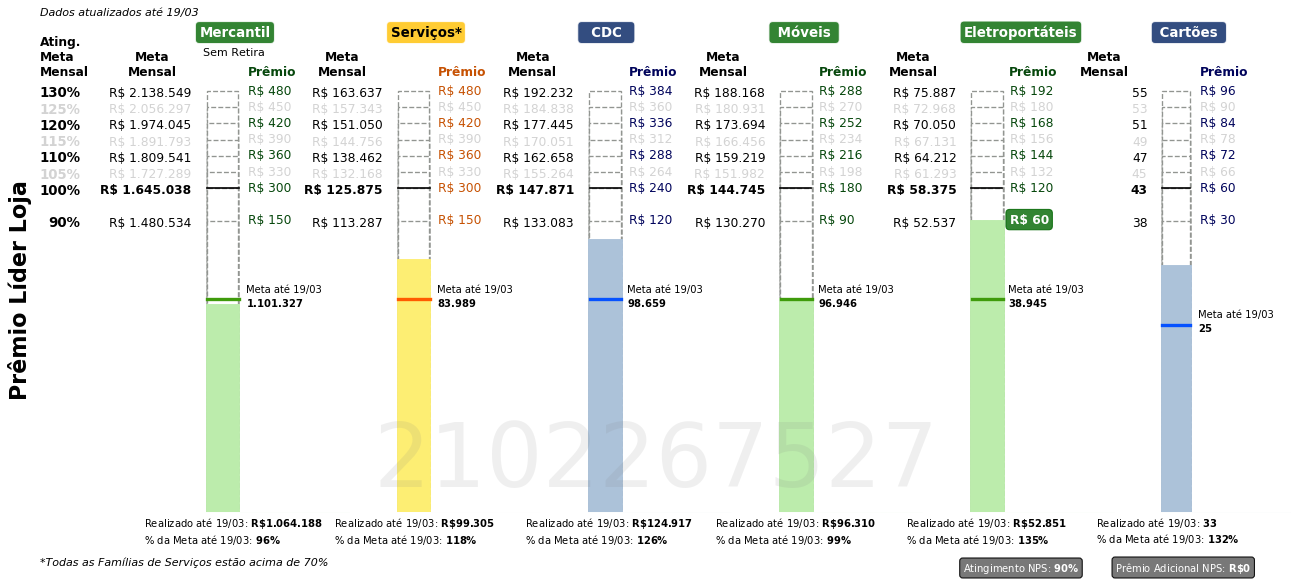 Dados atualizados até 19/03
Mercantil Serviços* CDC Móveis Eletroportáteis Cartões
Sem Retira
Ating. Meta Mensal Meta Mensal Prêmio Meta Mensal Prêmio Meta Mensal Prêmio Meta Mensal Prêmio Meta Mensal Prêmio Meta Mensal Prêmio
130% R$ 2.138.549 R$ 480 R$ 163.637 R$ 480 R$ 192.232 R$ 384 R$ 188.168 R$ 288 R$ 75.887 R$ 192 55 R$ 96
125% R$ 2.056.297 R$ 450 R$ 157.343 R$ 450 R$ 184.838 R$ 360 R$ 180.931 R$ 270 R$ 72.968 R$ 180 53 R$ 90
120% R$ 1.974.045 R$ 420 R$ 151.050 R$ 420 R$ 177.445 R$ 336 R$ 173.694 R$ 252 R$ 70.050 R$ 168 51 R$ 84
115% R$ 1.891.793 R$ 390 R$ 144.756 R$ 390 R$ 170.051 R$ 312 R$ 166.456 R$ 234 R$ 67.131 R$ 156 49 R$ 78
110% R$ 1.809.541 R$ 360 R$ 138.462 R$ 360 R$ 162.658 R$ 288 R$ 159.219 R$ 216 R$ 64.212 R$ 144 47 R$ 72
105% R$ 1.727.289 R$ 330 R$ 132.168 R$ 330 R$ 155.264 R$ 264 R$ 151.982 R$ 198 R$ 61.293 R$ 132 45 R$ 66
100% R$ 1.645.038 R$ 300 R$ 125.875 R$ 300 R$ 147.871 R$ 240 R$ 144.745 R$ 180 R$ 58.375 R$ 120 43 R$ 60
90% R$ 1.480.534 R$ 150 R$ 113.287 R$ 150 R$ 133.083 R$ 120 R$ 130.270 R$ 90 R$ 52.537 R$ 60 38 R$ 30
Prêmio Líder Loja
Meta até 19/03 Meta até 19/03 Meta até 19/03 Meta até 19/03 Meta até 19/03
1.101.327 83.989 98.659 96.946 38.945
Meta até 19/03
25
2102267527
Realizado até 19/03: R$1.064.188 Realizado até 19/03: R$99.305 Realizado até 19/03: R$124.917 Realizado até 19/03: R$96.310 Realizado até 19/03: R$52.851 Realizado até 19/03: 33
% da Meta até 19/03: 96% % da Meta até 19/03: 118% % da Meta até 19/03: 126% % da Meta até 19/03: 99% % da Meta até 19/03: 135% % da Meta até 19/03: 132%
*Todas as Famílias de Serviços estão acima de 70% Atingimento NPS: 90% Prêmio Adicional NPS: R$0